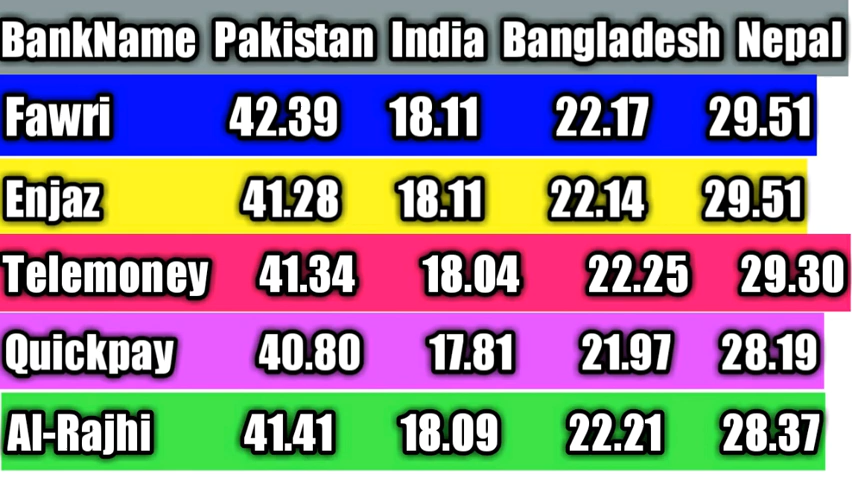 BankName Pakistan India Bangladesh Nepal
Fawri 42.39 18.11 22.17 29.51
Enjaz 41.28 18.11 22.14 29.51
Telemoney 41.34 18.04 22.25 29.30
Quickpay 40.80 17.81 21.97 28.19
Al-Rajhi 41.41 18.09 22.21 28.37